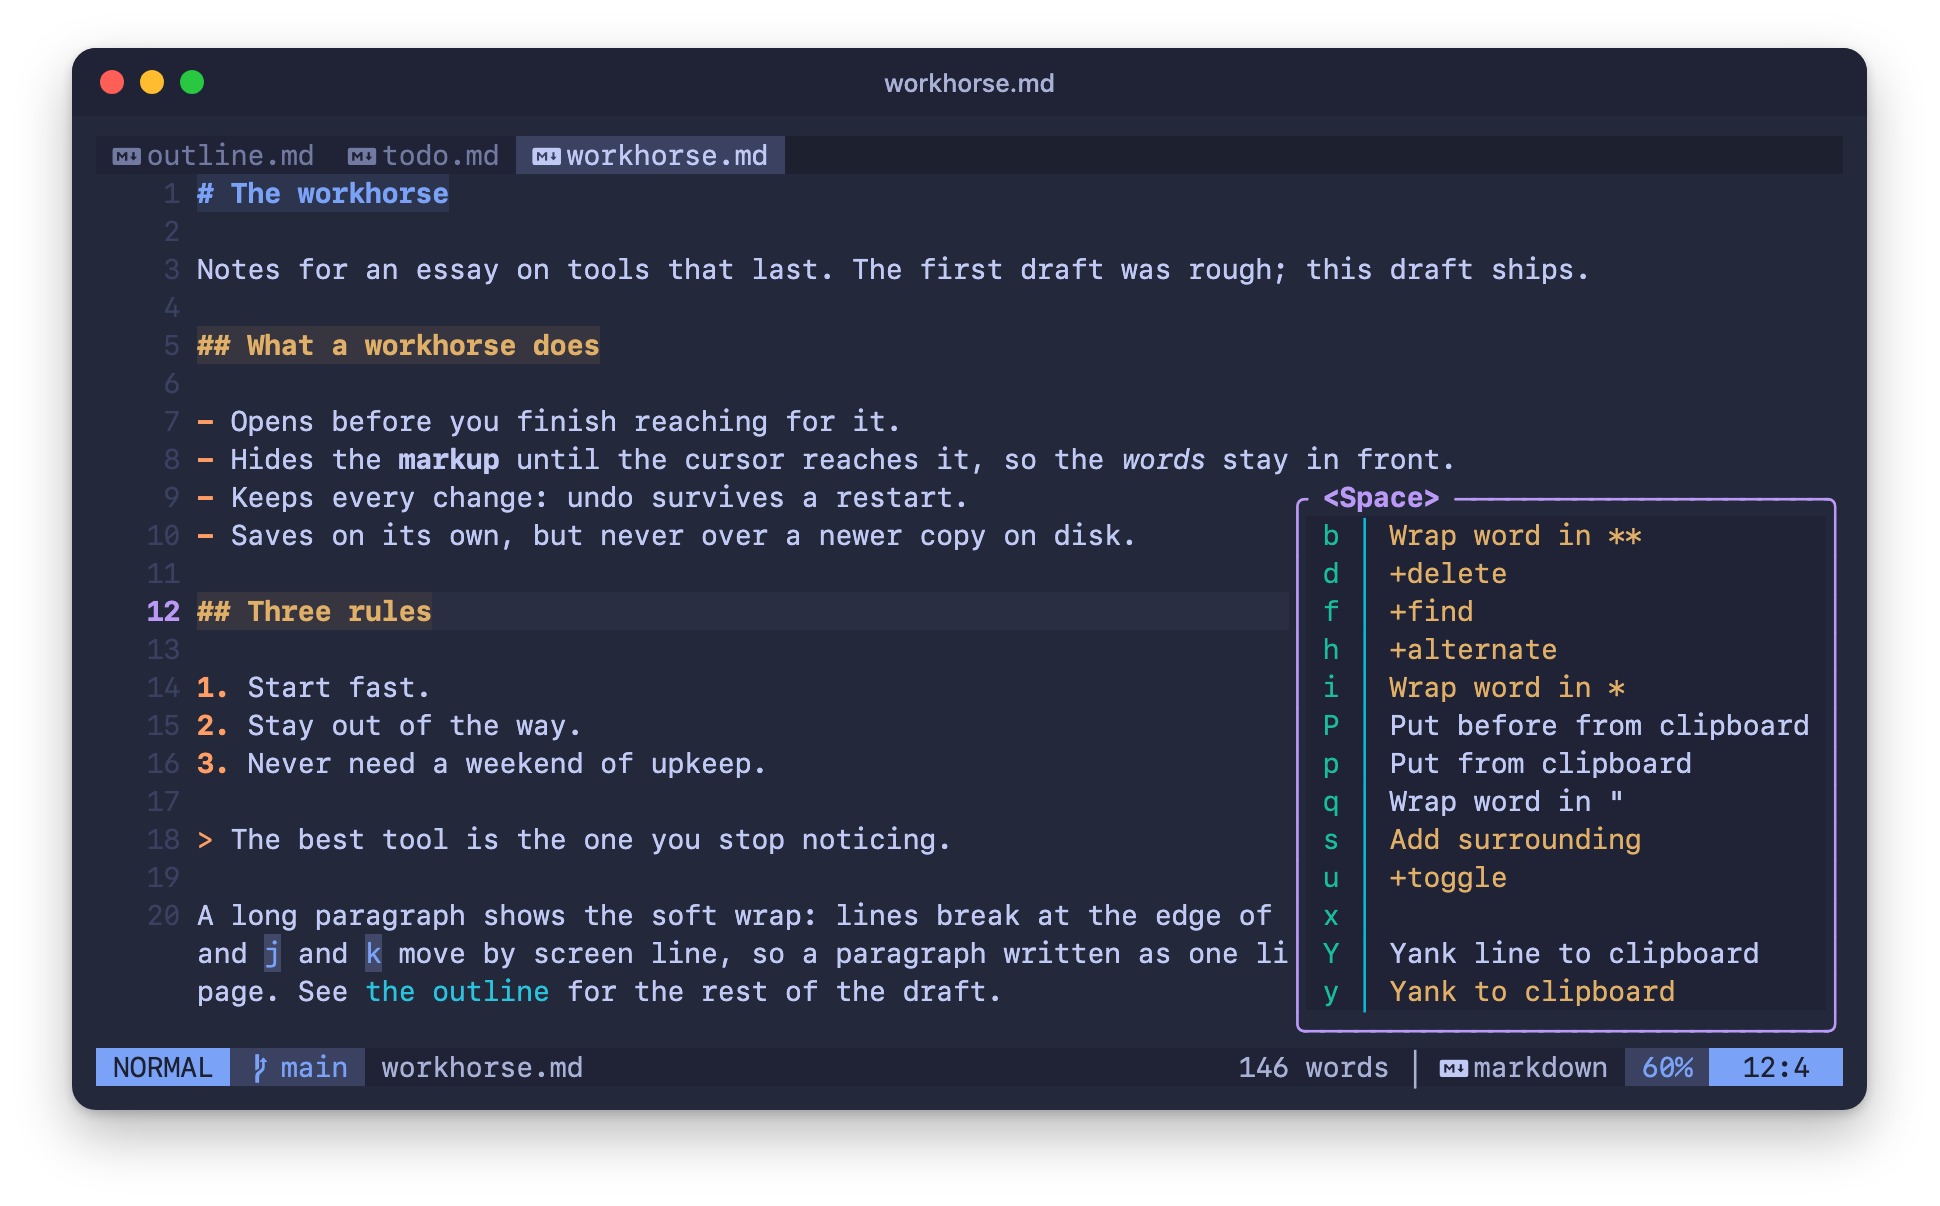 workhorse.md
outline.md todo.md workhorse.md
1 # The workhorse
2
3 Notes for an essay on tools that last. The first draft was rough; this draft ships.
4
5 ## What a workhorse does
6
7 – Opens before you finish reaching for it.
8 – Hides the markup until the cursor reaches it, so the words stay in front.
9 – Keeps every change: undo survives a restart.
10 – Saves on its own, but never over a newer copy on disk.
11
12 ## Three rules
13
14 1. Start fast.
15 2. Stay out of the way.
16 3. Never need a weekend of upkeep.
17
18 > The best tool is the one you stop noticing.
19
20 A long paragraph shows the soft wrap: lines break at the edge of
and j and k move by screen line, so a paragraph written as one li
page. See the outline for the rest of the draft.
<Space>
b Wrap word in **
d +delete
f +find
h +alternate
i Wrap word in *
P Put before from clipboard
p Put from clipboard
q Wrap word in "
s Add surrounding
u +toggle
x
Y Yank line to clipboard
y Yank to clipboard
NORMAL main workhorse.md 146 words | M↓ markdown 60% 12:4